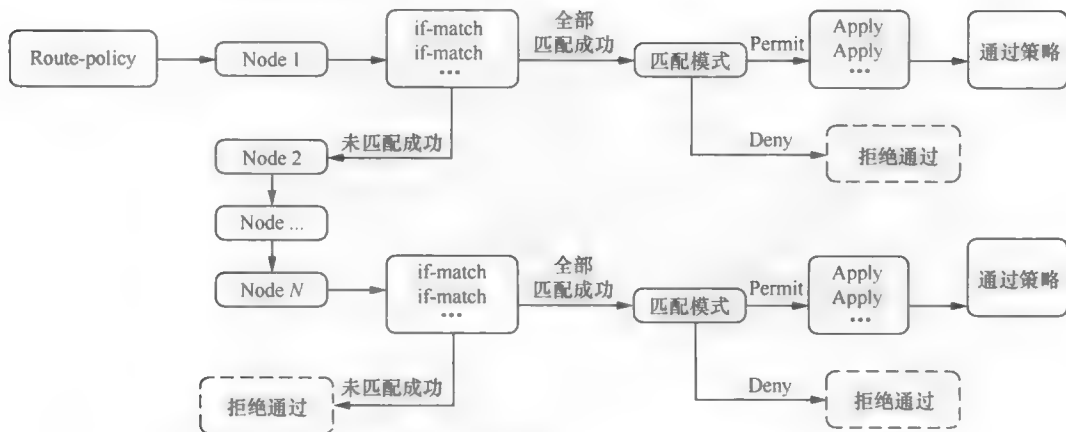 Route-policy
Node 1
if-match
if-match
...
全部
匹配成功
匹配模式
Permit
Apply
Apply
...
通过策略
Deny
拒绝通过
未匹配成功
Node 2
Node ...
Node N
if-match
if-match
...
全部
匹配成功
匹配模式
Permit
Apply
Apply
...
通过策略
Deny
拒绝通过
未匹配成功
拒绝通过